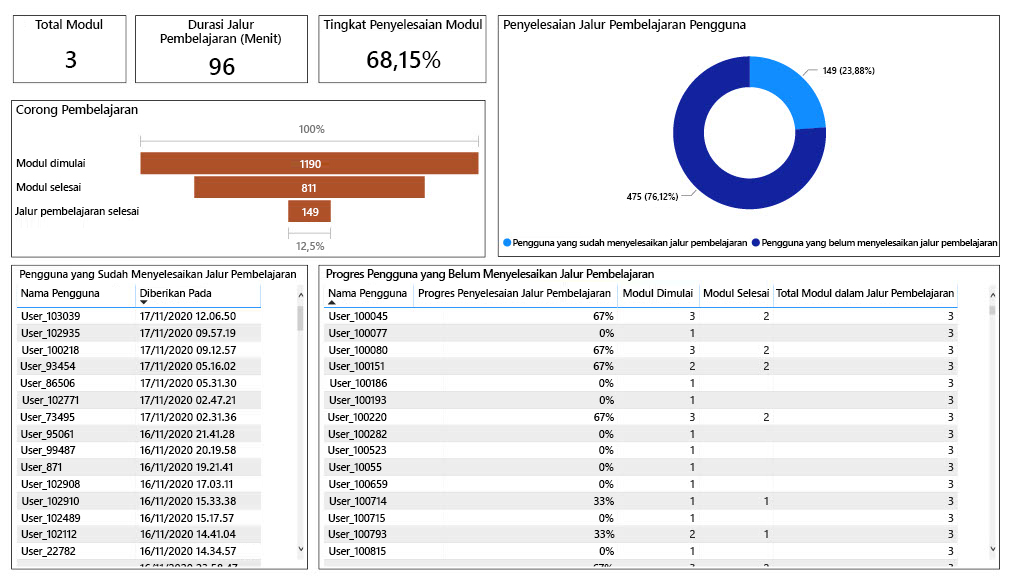 Total Modul
3
Durasi Jalur
Pembelajaran (Menit)
96
Tingkat Penyelesaian Modul
68,15%
Penyelesaian Jalur Pembelajaran Pengguna
149 (23,88%)
475 (76,12%)
Pengguna yang sudah menyelesaikan jalur pembelajaran Pengguna yang belum menyelesaikan jalur pembelajaran
Corong Pembelajaran
100%
Modul dimulai 1190
Modul selesai 811
Jalur pembelajaran selesai 149
12,5%
Pengguna yang Sudah Menyelesaikan Jalur Pembelajaran
Nama Pengguna Diberikan Pada
User_103039 17/11/2020 12.06.50
User_102935 17/11/2020 09.57.19
User_100218 17/11/2020 09.12.57
User_93454 17/11/2020 05.16.02
User_86506 17/11/2020 05.31.30
User_102771 17/11/2020 02.47.21
User_73495 17/11/2020 02.31.36
User_95061 16/11/2020 21.41.28
User_99487 16/11/2020 20.19.58
User_871 16/11/2020 19.21.41
User_102908 16/11/2020 17.03.11
User_102910 16/11/2020 15.33.38
User_102489 16/11/2020 15.17.57
User_102112 16/11/2020 14.41.04
User_22782 16/11/2020 14.34.57
Progres Pengguna yang Belum Menyelesaikan Jalur Pembelajaran
Nama Pengguna Progres Penyelesaian Jalur Pembelajaran Modul Dimulai Modul Selesai Total Modul dalam Jalur Pembelajaran
User_100045 67% 3 2 3
User_100077 0% 1 3
User_100080 67% 3 2 3
User_100151 67% 2 2 3
User_100186 0% 1 3
User_100193 0% 1 3
User_100220 67% 3 2 3
User_100282 0% 1 3
User_100523 0% 1 3
User_10055 0% 1 3
User_100659 0% 1 3
User_100714 33% 1 1 3
User_100715 0% 1 3
User_100793 33% 2 1 3
User_100815 0% 1 3